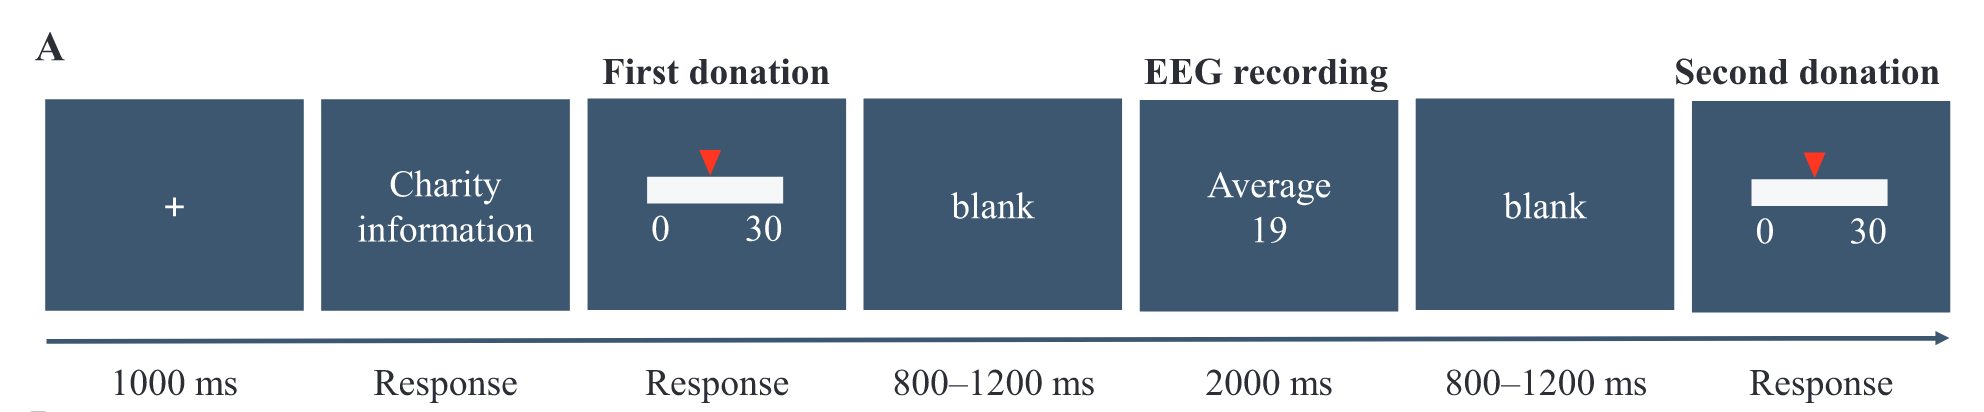 A
First donation
EEG recording
Second donation
+
Charity
information
0 30
blank
Average
19
blank
0 30
1000 ms
Response
Response
800–1200 ms
2000 ms
800–1200 ms
Response